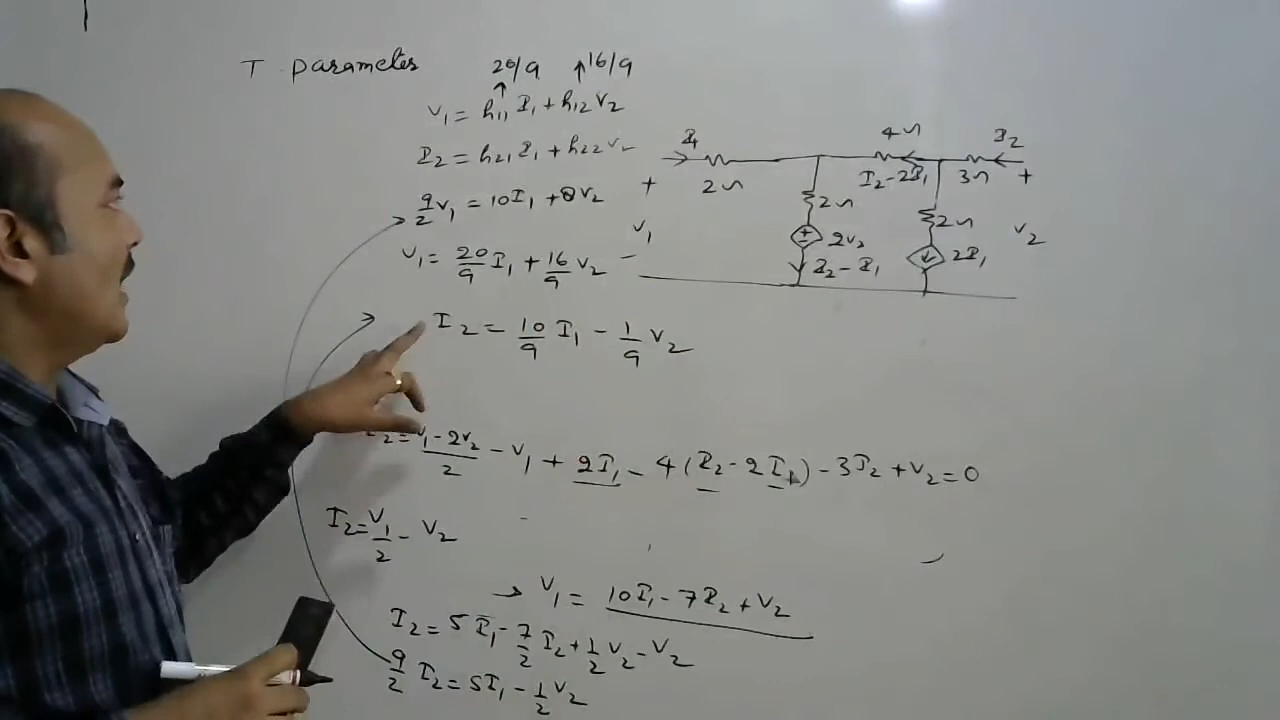 T parameter
20/9 ↑16/9
V1 = h11 I1 + h12 V2
I2 = h21 I1 + h22 V2
9/2 V1 = 10I1 + 8V2
V1 = 20/9 I1 + 16/9 V2
I2 = 10/9 I1 - 1/9 V2
I1
2Ω
4Ω
I2
I2-2I1
3Ω
+
+
V1
-
2Ω
2V2
I2-I1
2Ω
2I1
V2
I2 = V1-2V2/2 - V1 + 2I1 - 4(I2-2I1) - 3I2 + V2 = 0
I2 = V1/2 - V2
→ V1 = 10I1 - 7I2 + V2
I2 = 5I1 - 7/2 I2 + 1/2 V2 - V2
9/2 I2 = 5I1 - 1/2 V2